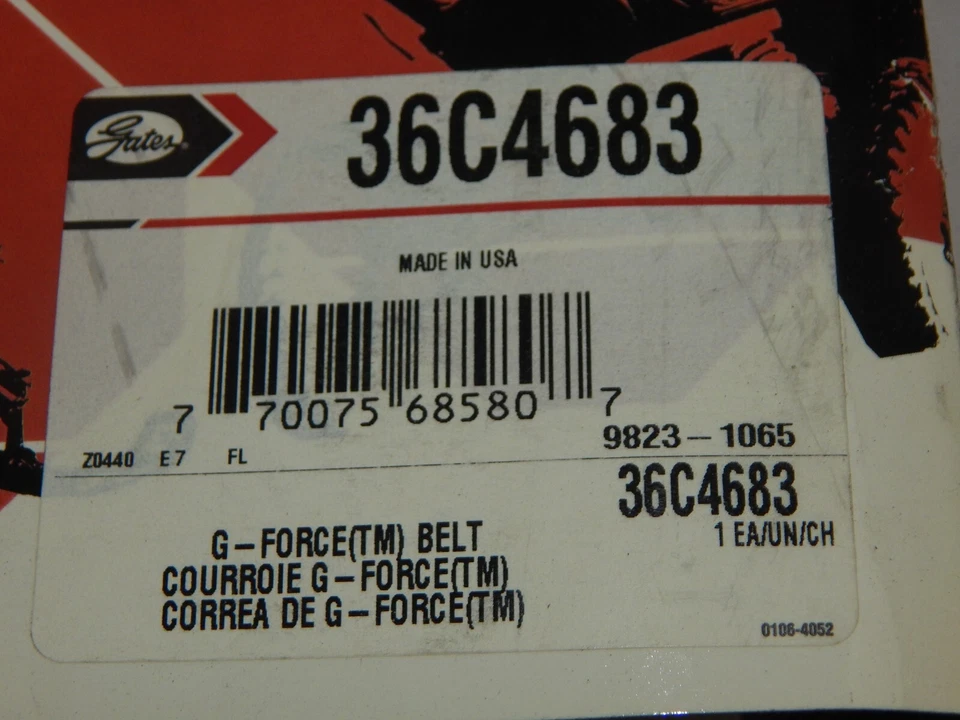 Gates®
36C4683
MADE IN USA
7 70075 68580 7
9823-1065
Z0440 E7 FL
36C4683
1 EA/UN/CH
G-FORCE(TM) BELT
COURROIE G-FORCE(TM)
CORREA DE G-FORCE(TM)
0106-4052